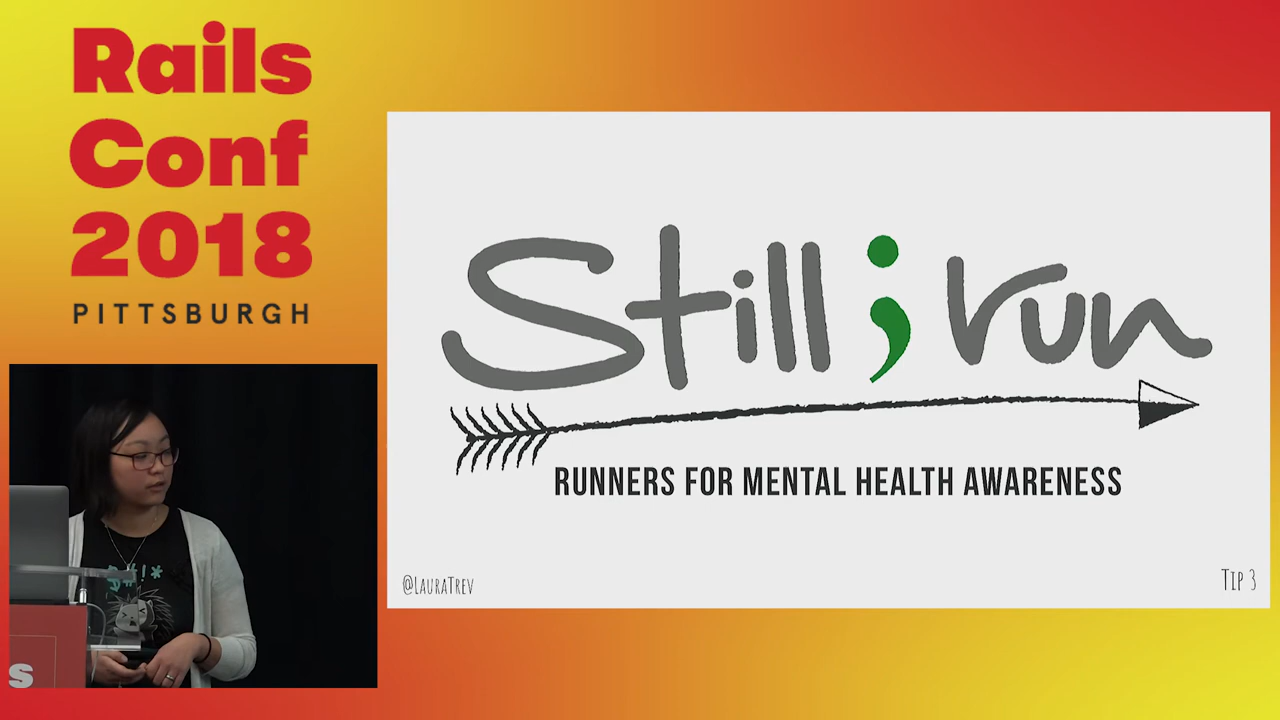 Rails
Conf
2018
PITTSBURGH
Still ; run
RUNNERS FOR MENTAL HEALTH AWARENESS
@LauraTrev
Tip 3
@#!*
S